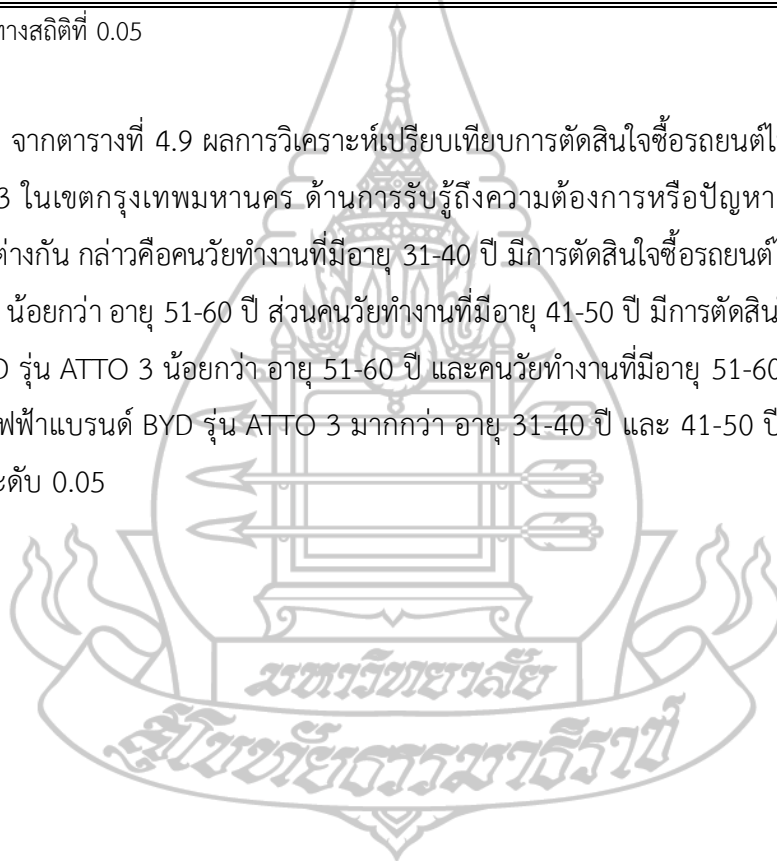 ทางสถิติที่ 0.05
จากตารางที่ 4.9 ผลการวิเคราะห์เปรียบเทียบการตัดสินใจซื้อรถยนต์ไ
3 ในเขตกรุงเทพมหานคร ด้านการรับรู้ถึงความต้องการหรือปัญหา
ต่างกัน กล่าวคือคนวัยทำงานที่มีอายุ 31-40 ปี มีการตัดสินใจซื้อรถยนต์
น้อยกว่า อายุ 51-60 ปี ส่วนคนวัยทำงานที่มีอายุ 41-50 ปี มีการตัดสิน
D รุ่น ATTO 3 น้อยกว่า อายุ 51-60 ปี และคนวัยทำงานที่มีอายุ 51-60
ฟฟ้าแบรนด์ BYD รุ่น ATTO 3 มากกว่า อายุ 31-40 ปี และ 41-50 ปี
ะดับ 0.05
มหาวิทยาลัย
สุโขทัยธรรมาธิราช